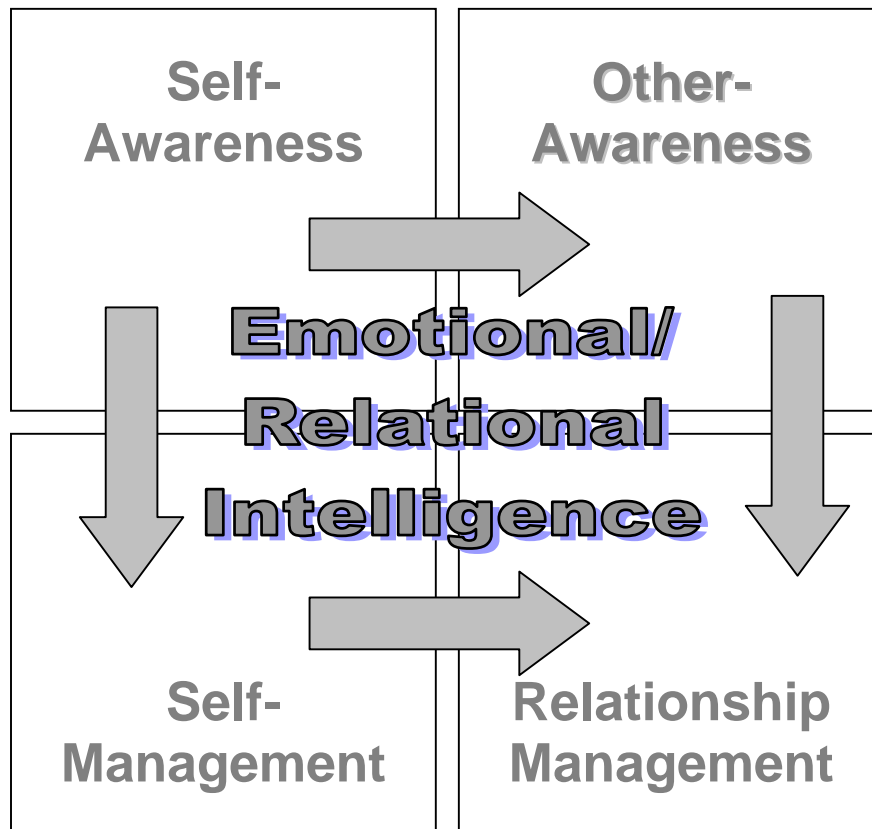 Self-
Awareness
Other-
Awareness
Emotional/
Relational
Intelligence
Self-
Management
Relationship
Management